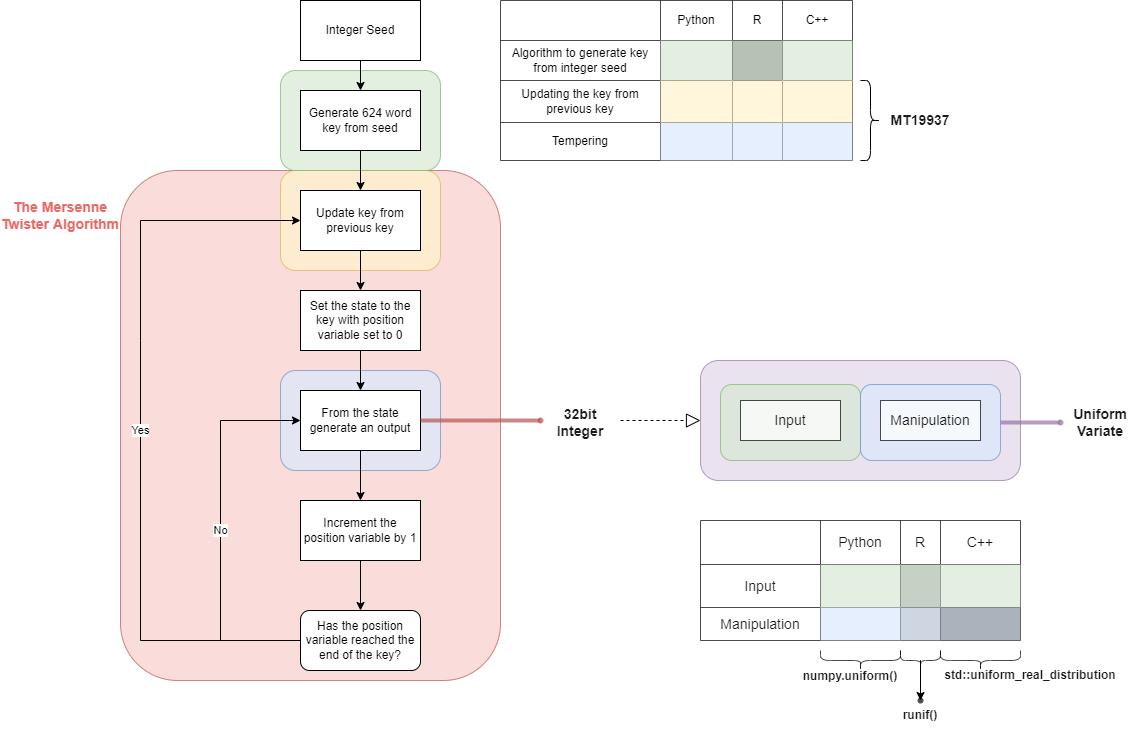 Integer Seed
Generate 624 word
key from seed
The Mersenne
Twister Algorithm
Update key from
previous key
Set the state to the
key with position
variable set to 0
From the state
generate an output
Yes
No
Increment the
position variable by 1
Has the position
variable reached the
end of the key?
Python
R
C++
Algorithm to generate key
from integer seed
Updating the key from
previous key
Tempering
MT19937
32bit
Integer
Input
Manipulation
Uniform
Variate
Python
R
C++
Input
Manipulation
numpy.uniform()
std::uniform_real_distribution
runif()